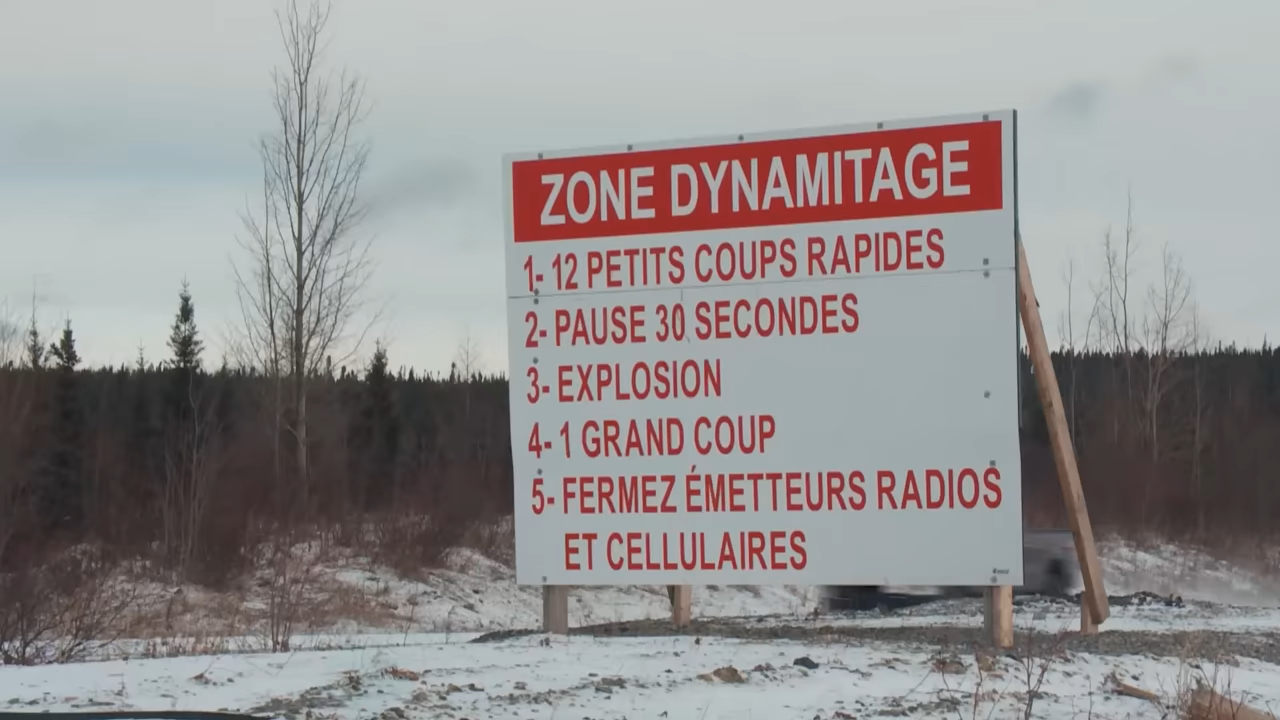 ZONE DYNAMITAGE
1- 12 PETITS COUPS RAPIDES
2- PAUSE 30 SECONDES
3- EXPLOSION
4- 1 GRAND COUP
5- FERMEZ ÉMETTEURS RADIOS
ET CELLULAIRES